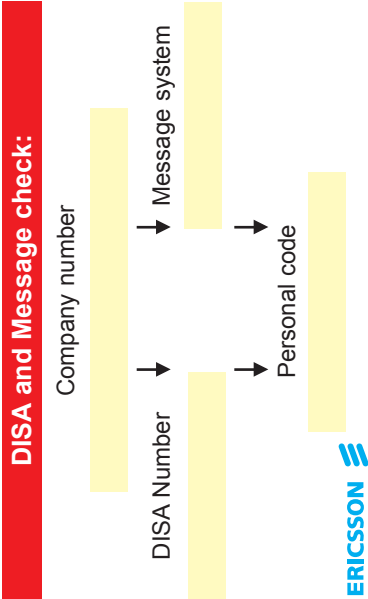 DISA and Message check:
Company number
DISA Number
Message system
Personal code
ERICSSON